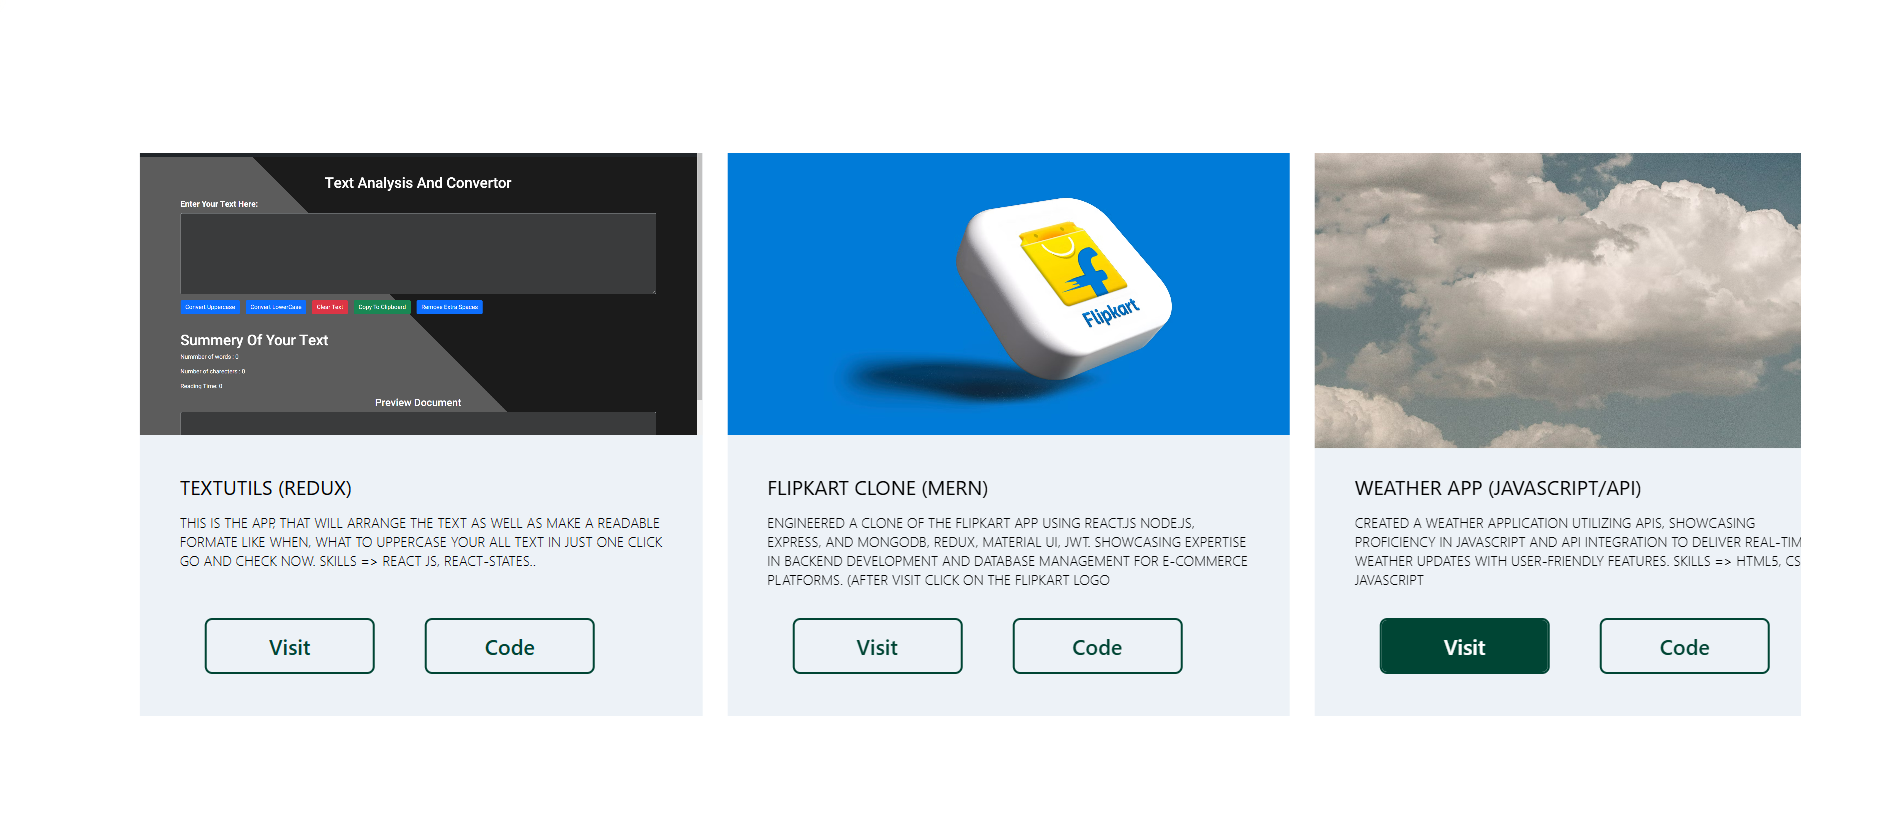 Text Analysis And Convertor
Enter Your Text Here:
Convert Uppercase
Convert LowerCase
Clear Text
Copy To Clipboard
Remove Extra Spaces
Summery Of Your Text
Nummber of words : 0
Number of charecters : 0
Reading Time: 0
Preview Document
TEXTUTILS (REDUX)
THIS IS THE APP, THAT WILL ARRANGE THE TEXT AS WELL AS MAKE A READABLE
FORMATE LIKE WHEN, WHAT TO UPPERCASE YOUR ALL TEXT IN JUST ONE CLICK
GO AND CHECK NOW. SKILLS => REACT JS, REACT-STATES..
Visit
Code
Flipkart
FLIPKART CLONE (MERN)
ENGINEERED A CLONE OF THE FLIPKART APP USING REACT.JS NODE.JS,
EXPRESS, AND MONGODB, REDUX, MATERIAL UI, JWT. SHOWCASING EXPERTISE
IN BACKEND DEVELOPMENT AND DATABASE MANAGEMENT FOR E-COMMERCE
PLATFORMS. (AFTER VISIT CLICK ON THE FLIPKART LOGO
Visit
Code
WEATHER APP (JAVASCRIPT/API)
CREATED A WEATHER APPLICATION UTILIZING APIS, SHOWCASING
PROFICIENCY IN JAVASCRIPT AND API INTEGRATION TO DELIVER REAL-TIM
WEATHER UPDATES WITH USER-FRIENDLY FEATURES. SKILLS => HTML5, CS
JAVASCRIPT
Visit
Code